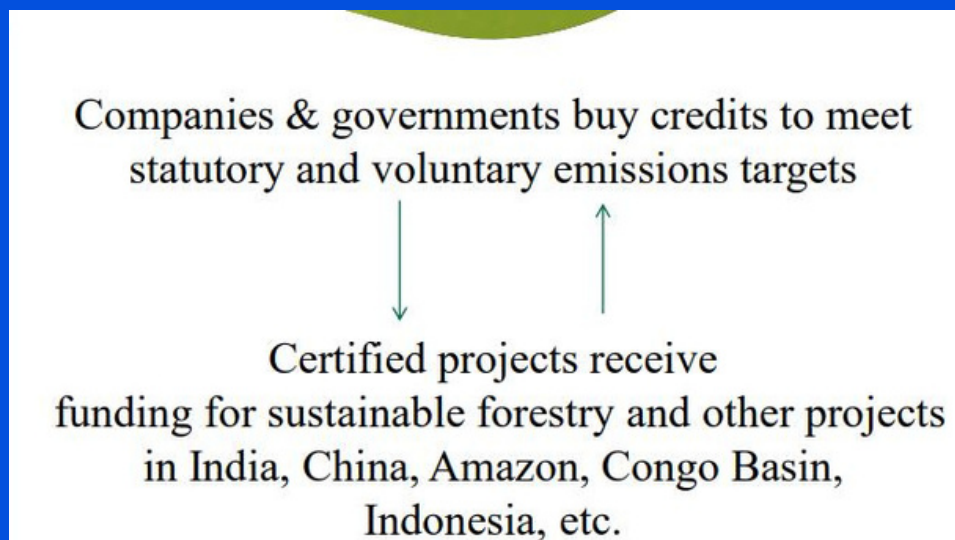 Companies & governments buy credits to meet
statutory and voluntary emissions targets
Certified projects receive
funding for sustainable forestry and other projects
in India, China, Amazon, Congo Basin,
Indonesia, etc.